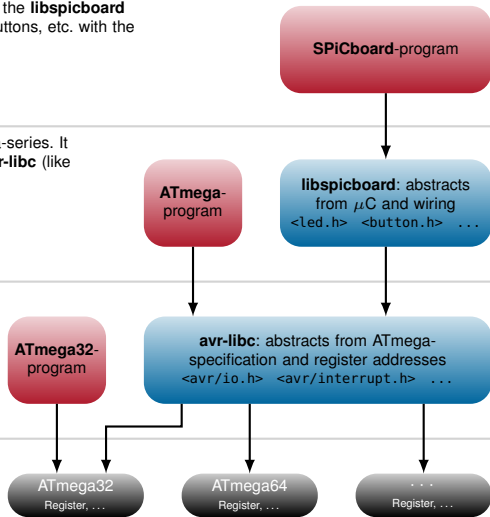 the libspicboard
uttons, etc. with the
SPiCboard-program
-series. It
r-libc (like
ATmega-
program
libspicboard: abstracts
from μC and wiring
<led.h> <button.h> ...
ATmega32-
program
avr-libc: abstracts from ATmega-
specification and register addresses
<avr/io.h> <avr/interrupt.h> ...
ATmega32
Register, ...
ATmega64
Register, ...
...
Register, ...